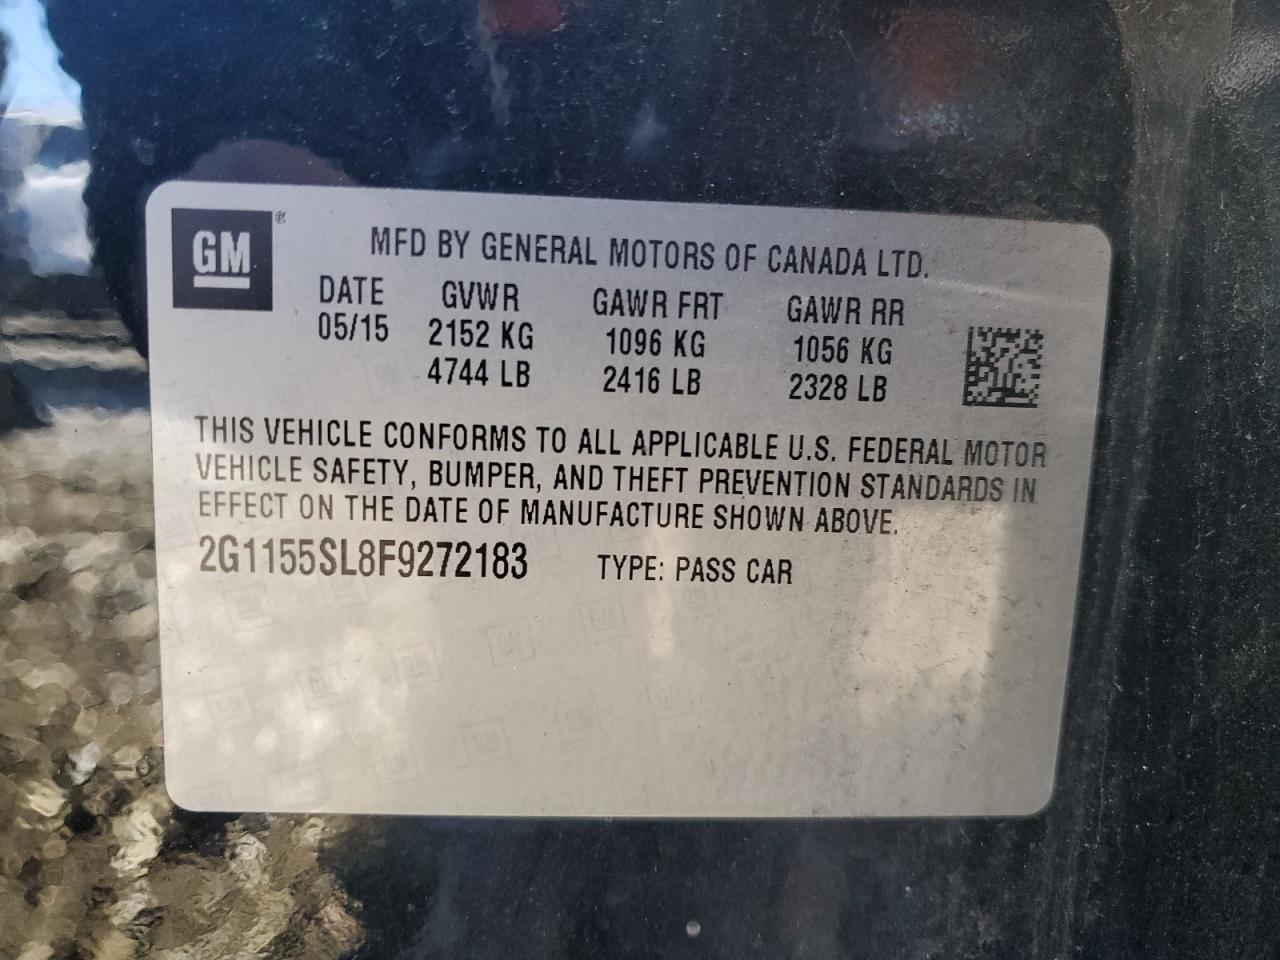 GM®
MFD BY GENERAL MOTORS OF CANADA LTD.
DATE GVWR GAWR FRT GAWR RR
05/15 2152 KG 1096 KG 1056 KG
4744 LB 2416 LB 2328 LB
THIS VEHICLE CONFORMS TO ALL APPLICABLE U.S. FEDERAL MOTOR
VEHICLE SAFETY, BUMPER, AND THEFT PREVENTION STANDARDS IN
EFFECT ON THE DATE OF MANUFACTURE SHOWN ABOVE.
2G1155SL8F9272183 TYPE: PASS CAR